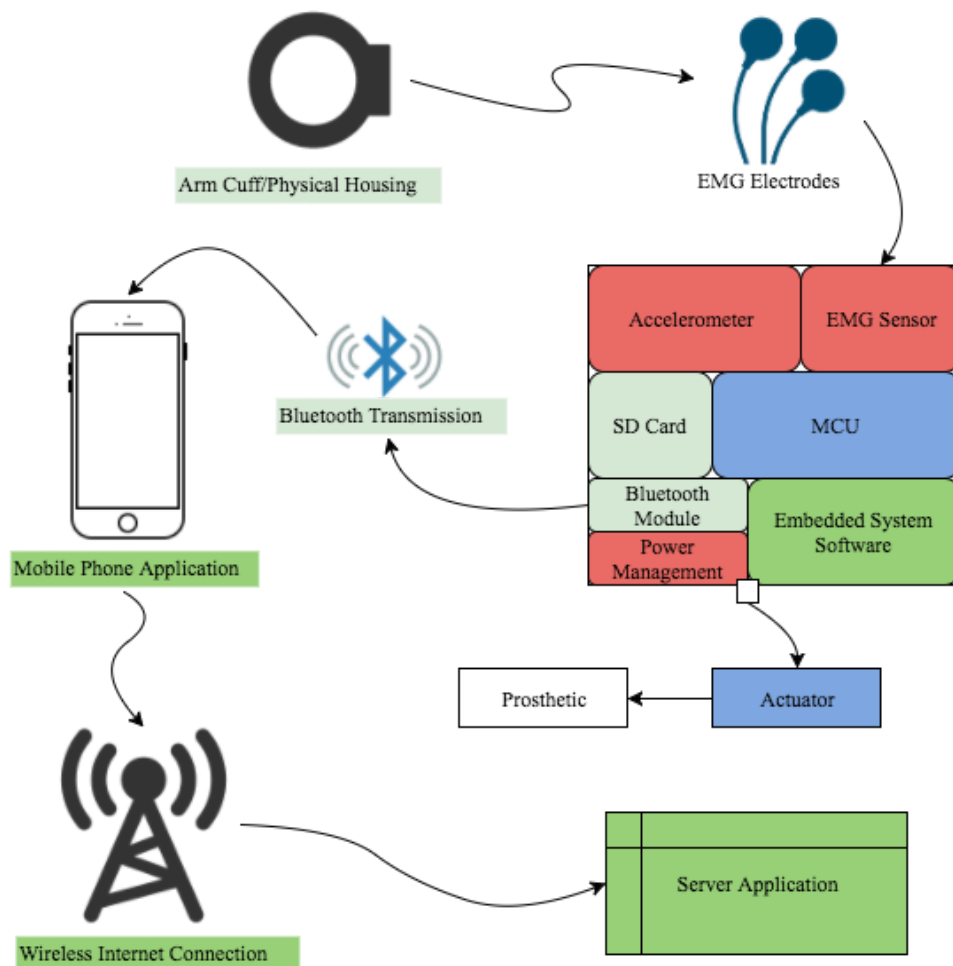 Arm Cuff/Physical Housing
EMG Electrodes
Accelerometer
EMG Sensor
SD Card
MCU
Bluetooth Transmission
Bluetooth
Module
Embedded System
Software
Power
Management
Mobile Phone Application
Prosthetic
Actuator
Server Application
Wireless Internet Connection